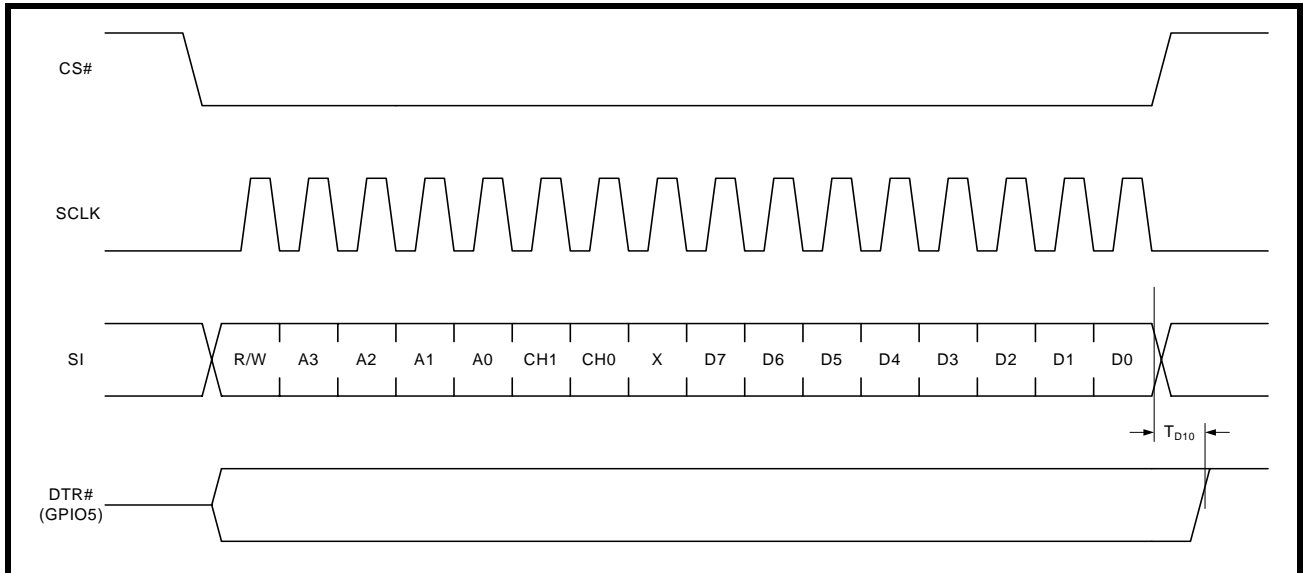 CS#
SCLK
SI R/W A3 A2 A1 A0 CH1 CH0 X D7 D6 D5 D4 D3 D2 D1 D0
TD10
DTR#
(GPIO5)